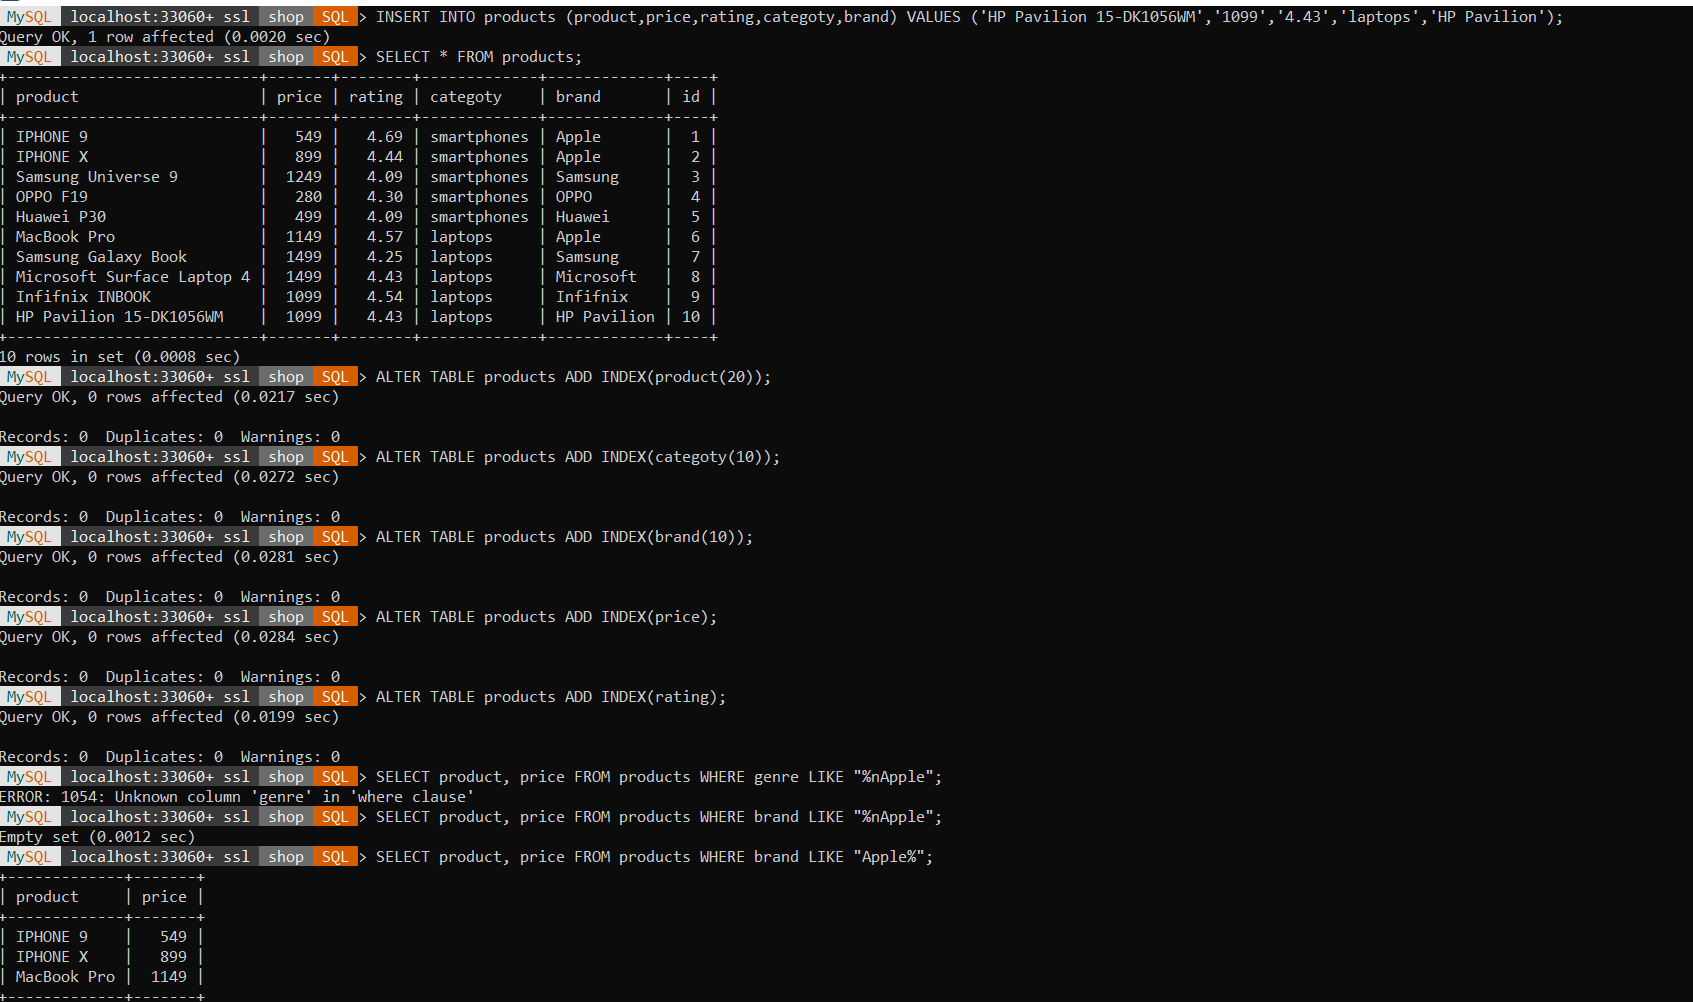 MySQL localhost:33060+ ssl shop SQL > INSERT INTO products (product,price,rating,categoty,brand) VALUES ('HP Pavilion 15-DK1056WM','1099','4.43','laptops','HP Pavilion');
Query OK, 1 row affected (0.0020 sec)
MySQL localhost:33060+ ssl shop SQL > SELECT * FROM products;
+---------------------------+-------+--------+-------------+-------------+----+
| product                   | price | rating | categoty    | brand       | id |
+---------------------------+-------+--------+-------------+-------------+----+
| IPHONE 9                  |   549 |   4.69 | smartphones | Apple       |  1 |
| IPHONE X                  |   899 |   4.44 | smartphones | Apple       |  2 |
| Samsung Universe 9        |  1249 |   4.09 | smartphones | Samsung     |  3 |
| OPPO F19                  |   280 |   4.30 | smartphones | OPPO        |  4 |
| Huawei P30                |   499 |   4.09 | smartphones | Huawei      |  5 |
| MacBook Pro               |  1149 |   4.57 | laptops     | Apple       |  6 |
| Samsung Galaxy Book       |  1499 |   4.25 | laptops     | Samsung     |  7 |
| Microsoft Surface Laptop 4 |  1499 |   4.43 | laptops     | Microsoft   |  8 |
| Infifnix INBOOK           |  1099 |   4.54 | laptops     | Infifnix    |  9 |
| HP Pavilion 15-DK1056WM   |  1099 |   4.43 | laptops     | HP Pavilion | 10 |
+---------------------------+-------+--------+-------------+-------------+----+
10 rows in set (0.0008 sec)
MySQL localhost:33060+ ssl shop SQL > ALTER TABLE products ADD INDEX(product(20));
Query OK, 0 rows affected (0.0217 sec)
Records: 0  Duplicates: 0  Warnings: 0
MySQL localhost:33060+ ssl shop SQL > ALTER TABLE products ADD INDEX(categoty(10));
Query OK, 0 rows affected (0.0272 sec)
Records: 0  Duplicates: 0  Warnings: 0
MySQL localhost:33060+ ssl shop SQL > ALTER TABLE products ADD INDEX(brand(10));
Query OK, 0 rows affected (0.0281 sec)
Records: 0  Duplicates: 0  Warnings: 0
MySQL localhost:33060+ ssl shop SQL > ALTER TABLE products ADD INDEX(price);
Query OK, 0 rows affected (0.0284 sec)
Records: 0  Duplicates: 0  Warnings: 0
MySQL localhost:33060+ ssl shop SQL > ALTER TABLE products ADD INDEX(rating);
Query OK, 0 rows affected (0.0199 sec)
Records: 0  Duplicates: 0  Warnings: 0
MySQL localhost:33060+ ssl shop SQL > SELECT product, price FROM products WHERE genre LIKE "%nApple";
ERROR: 1054: Unknown column 'genre' in 'where clause'
MySQL localhost:33060+ ssl shop SQL > SELECT product, price FROM products WHERE brand LIKE "%nApple";
Empty set (0.0012 sec)
MySQL localhost:33060+ ssl shop SQL > SELECT product, price FROM products WHERE brand LIKE "Apple%";
+-------------+-------+
| product     | price |
+-------------+-------+
| IPHONE 9    |   549 |
| IPHONE X    |   899 |
| MacBook Pro |  1149 |
+-------------+-------+